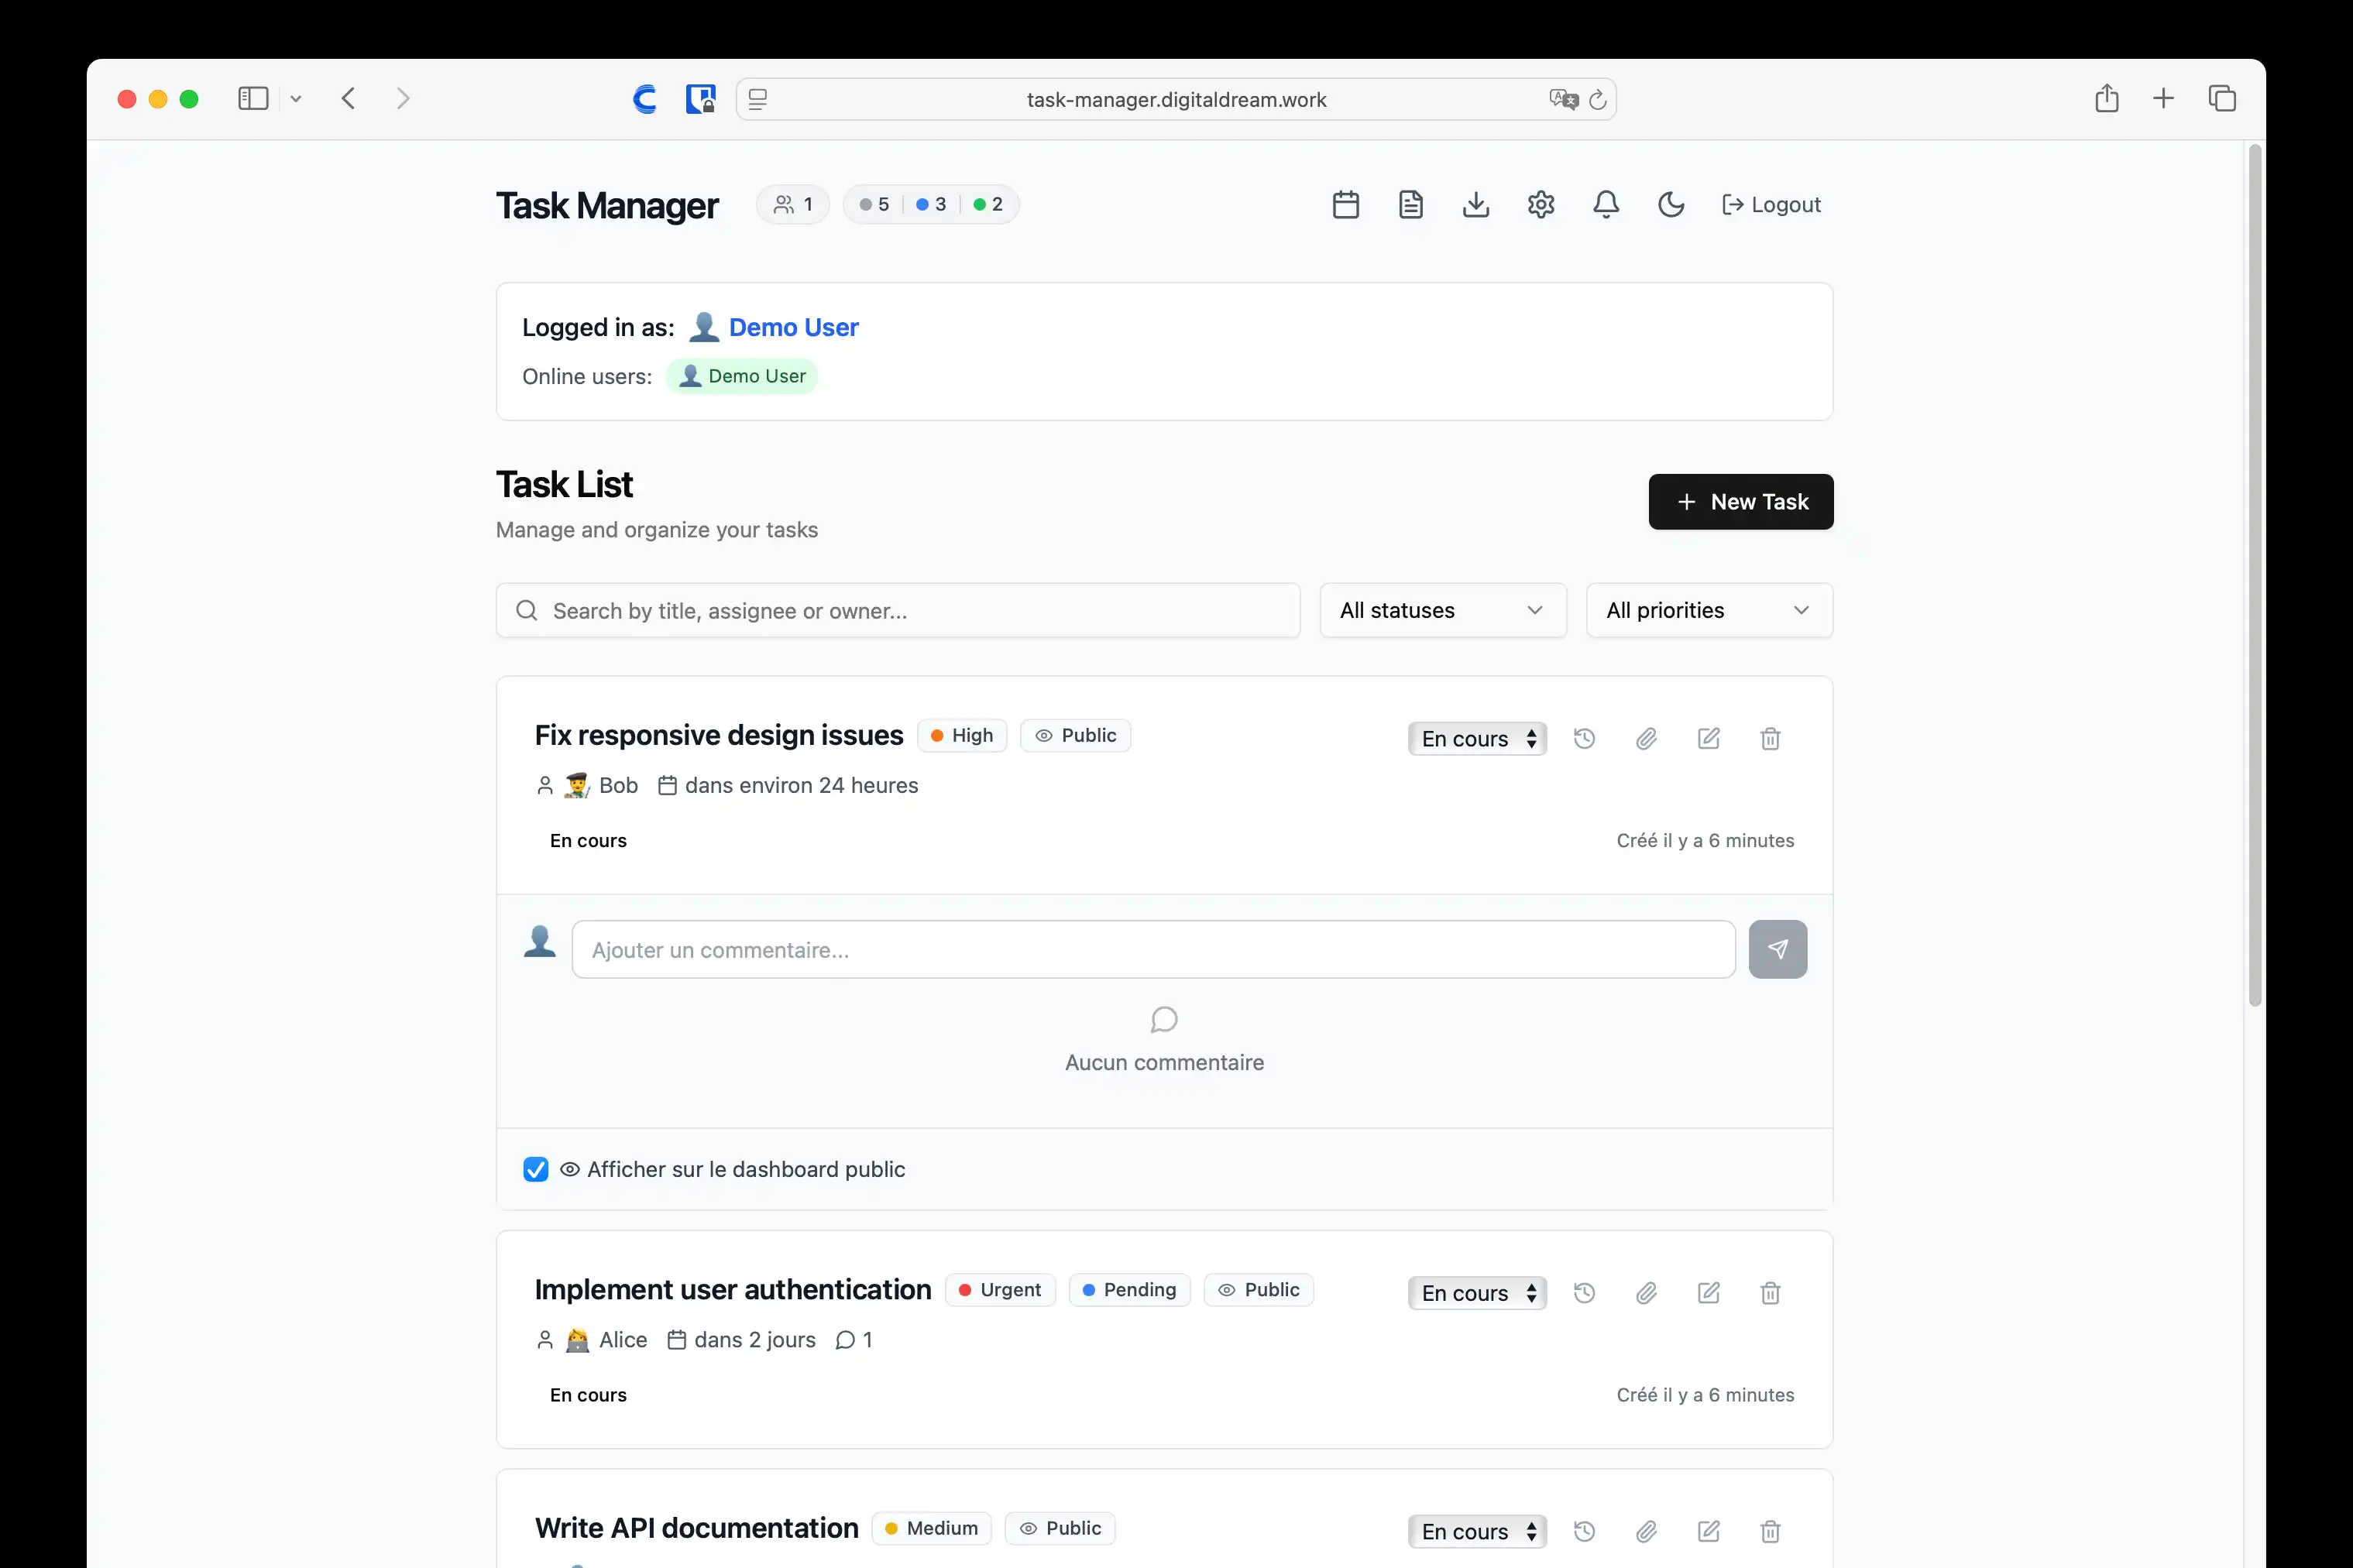 task-manager.digitaldream.work
Task Manager 1 5 3 2 Logout
Logged in as: Demo User
Online users: Demo User
Task List
Manage and organize your tasks
New Task
Search by title, assignee or owner...
All statuses
All priorities
Fix responsive design issues High Public En cours
Bob dans environ 24 heures
En cours Créé il y a 6 minutes
Ajouter un commentaire...
Aucun commentaire
Afficher sur le dashboard public
Implement user authentication Urgent Pending Public En cours
Alice dans 2 jours 1
En cours Créé il y a 6 minutes
Write API documentation Medium Public En cours